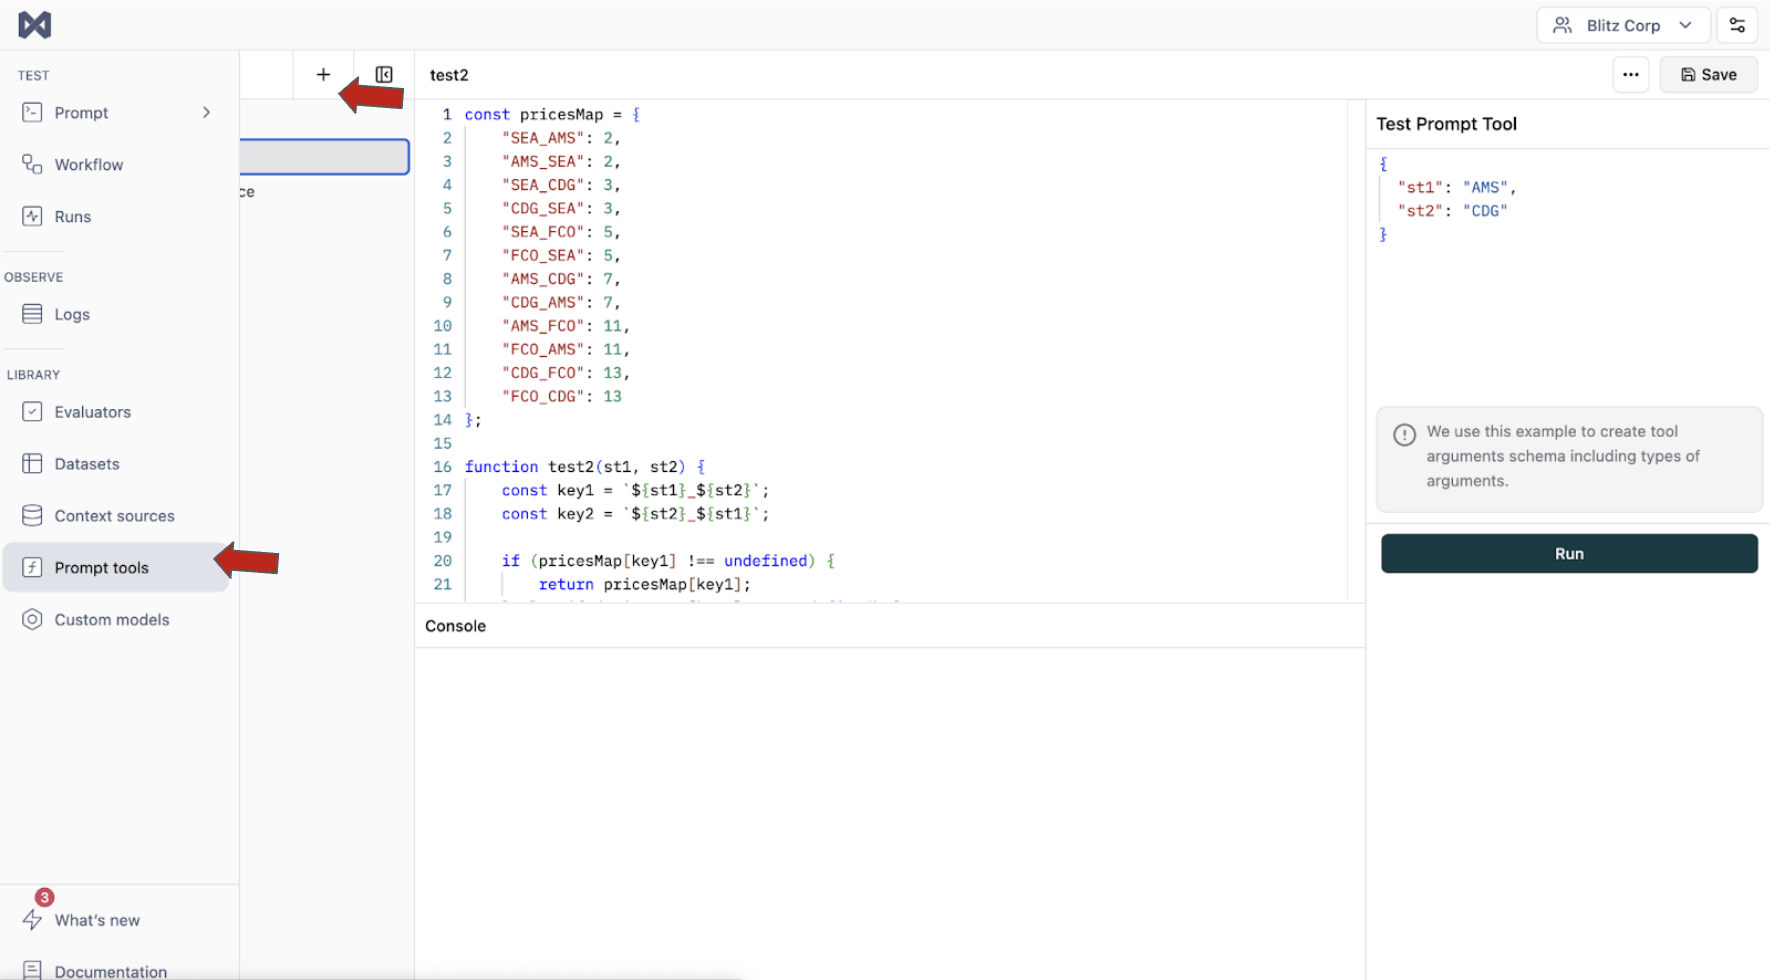 Blitz Corp
TEST
Prompt
Workflow
Runs
OBSERVE
Logs
LIBRARY
Evaluators
Datasets
Context sources
Prompt tools
Custom models
3
What's new
Documentation
+
ce
test2
... Save
1 const pricesMap = {
2 "SEA_AMS": 2,
3 "AMS_SEA": 2,
4 "SEA_CDG": 3,
5 "CDG_SEA": 3,
6 "SEA_FCO": 5,
7 "FCO_SEA": 5,
8 "AMS_CDG": 7,
9 "CDG_AMS": 7,
10 "AMS_FCO": 11,
11 "FCO_AMS": 11,
12 "CDG_FCO": 13,
13 "FCO_CDG": 13
14 };
15
16 function test2(st1, st2) {
17 const key1 = `${st1}_${st2}`;
18 const key2 = `${st2}_${st1}`;
19
20 if (pricesMap[key1] !== undefined) {
21 return pricesMap[key1];
Console
Test Prompt Tool
{
"st1": "AMS",
"st2": "CDG"
}
We use this example to create tool
arguments schema including types of
arguments.
Run